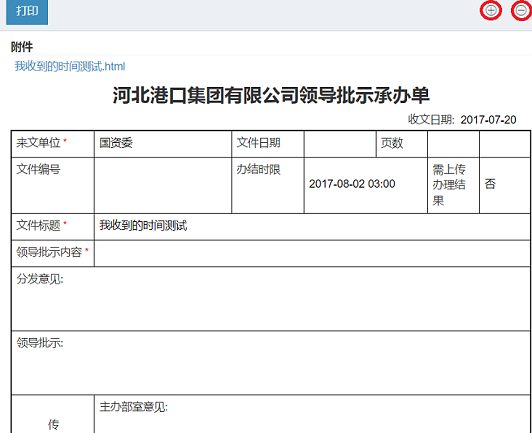 打印
附件
我收到的时间测试.html
河北港口集团有限公司领导批示承办单
收文日期: 2017-07-20
来文单位 * 国资委 文件日期 页数
文件编号 办结时限 2017-08-02 03:00 需上传办理结果 否
文件标题 * 我收到的时间测试
领导批示内容 *
分发意见:
领导批示:
传 主办部室意见: